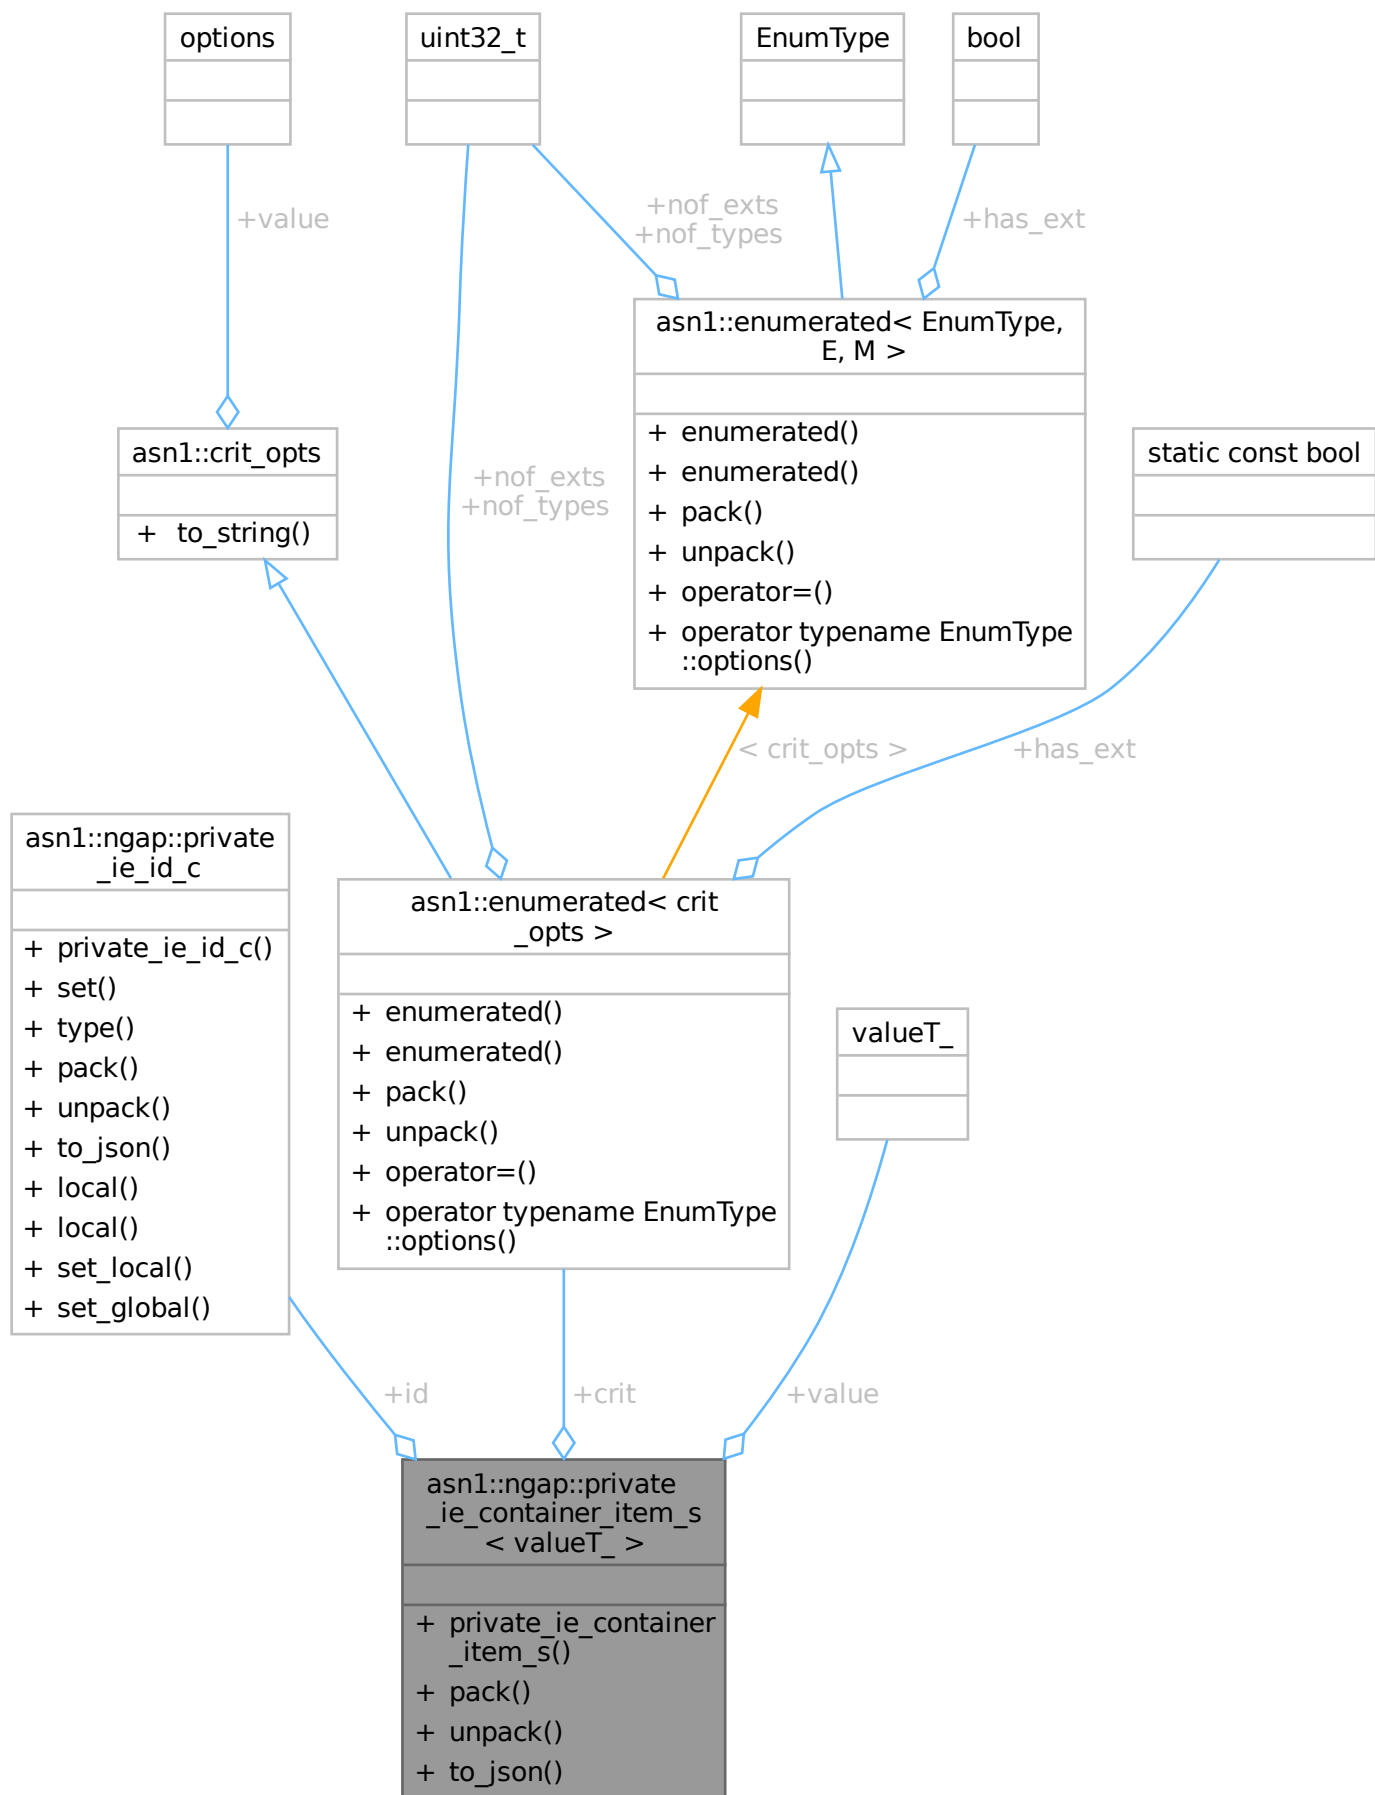 options
uint32_t
EnumType
bool
+value
+nof_exts
+nof_types
+has_ext
asn1::enumerated< EnumType,
E, M >
+ enumerated()
+ enumerated()
+ pack()
+ unpack()
+ operator=()
+ operator typename EnumType
::options()
asn1::crit_opts
+ to_string()
+nof_exts
+nof_types
static const bool
< crit_opts >
+has_ext
asn1::ngap::private
_ie_id_c
+ private_ie_id_c()
+ set()
+ type()
+ pack()
+ unpack()
+ to_json()
+ local()
+ local()
+ set_local()
+ set_global()
asn1::enumerated< crit
_opts >
+ enumerated()
+ enumerated()
+ pack()
+ unpack()
+ operator=()
+ operator typename EnumType
::options()
valueT_
+id
+crit
+value
asn1::ngap::private
_ie_container_item_s
< valueT_ >
+ private_ie_container
_item_s()
+ pack()
+ unpack()
+ to_json()